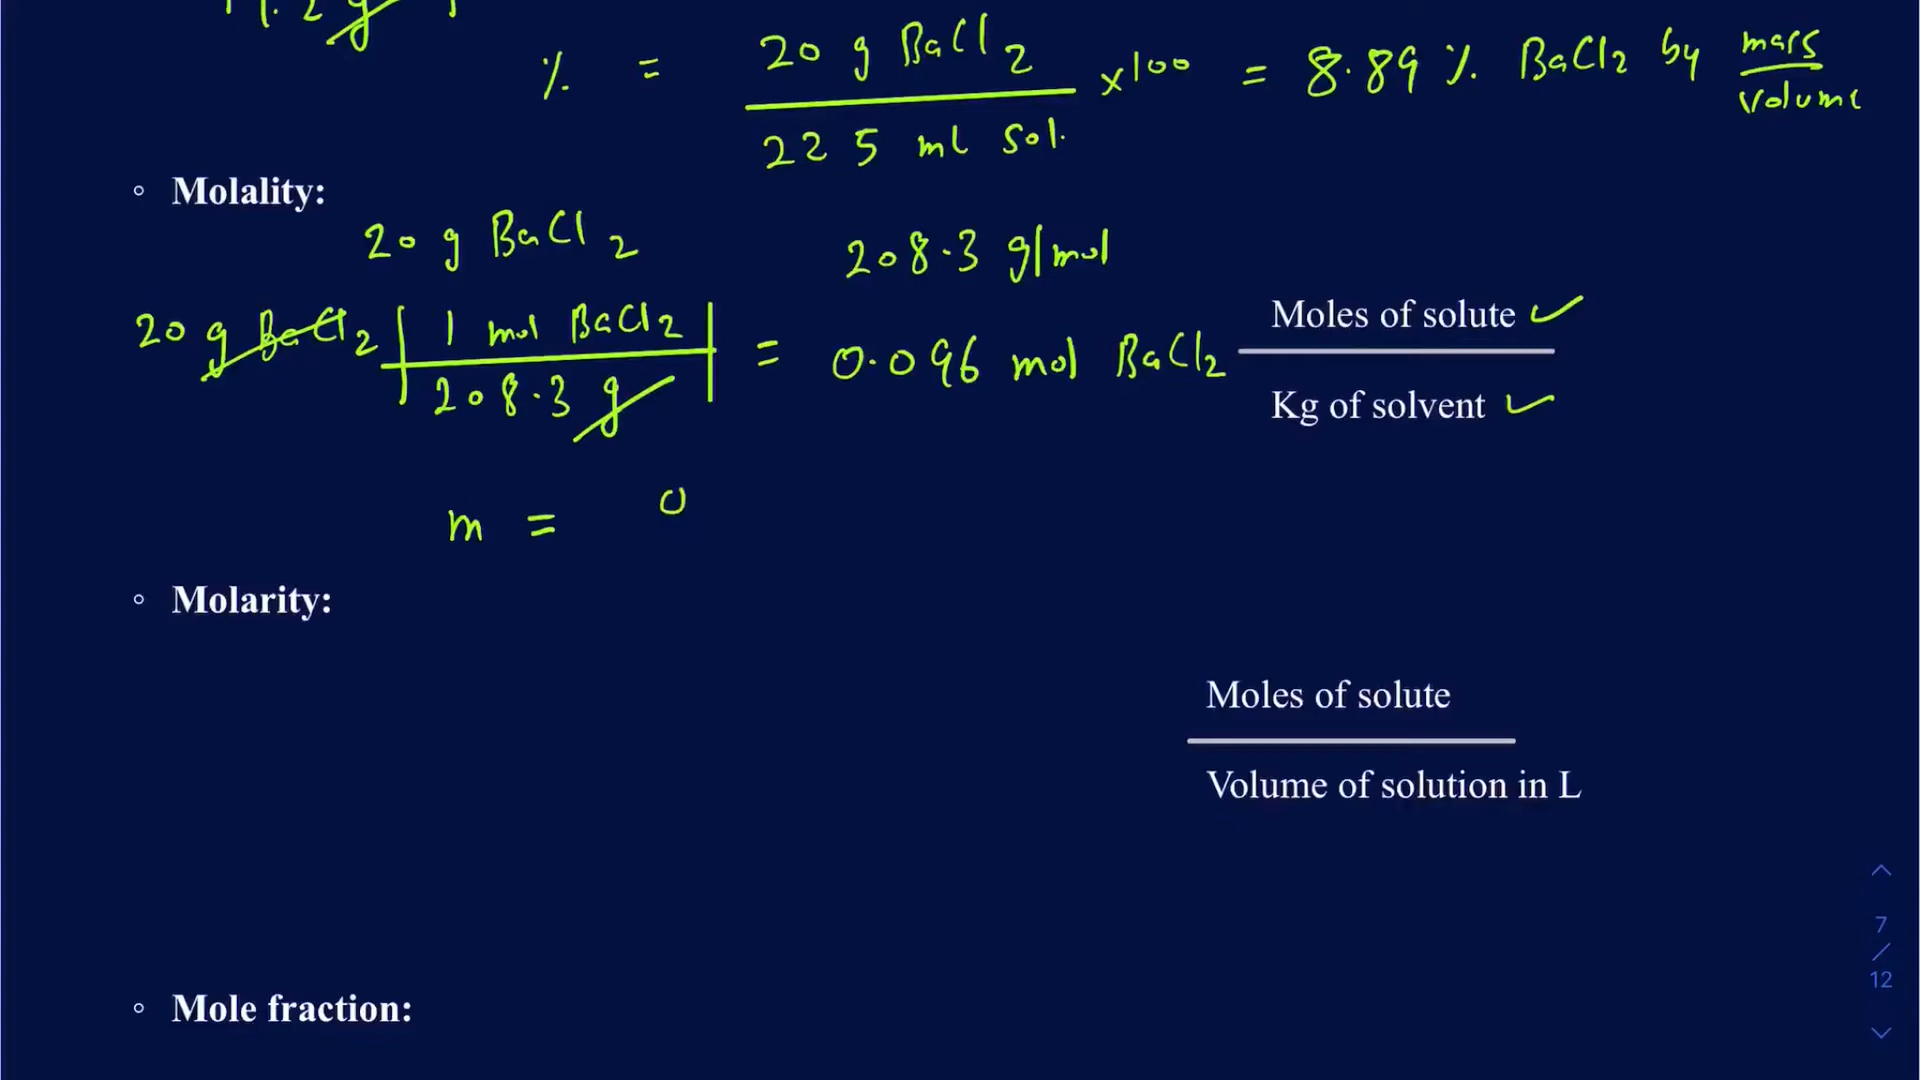 % = 20 g BaCl2 x100 = 8.89 % BaCl2 by mass
225 ml sol. volume
◦ Molality:
20 g BaCl2 208.3 g/mol
20 g BaCl2 | 1 mol BaCl2 | = 0.096 mol BaCl2
208.3 g
Moles of solute ✓
Kg of solvent ✓
m = 0
◦ Molarity:
Moles of solute
Volume of solution in L
7
/
12
◦ Mole fraction: